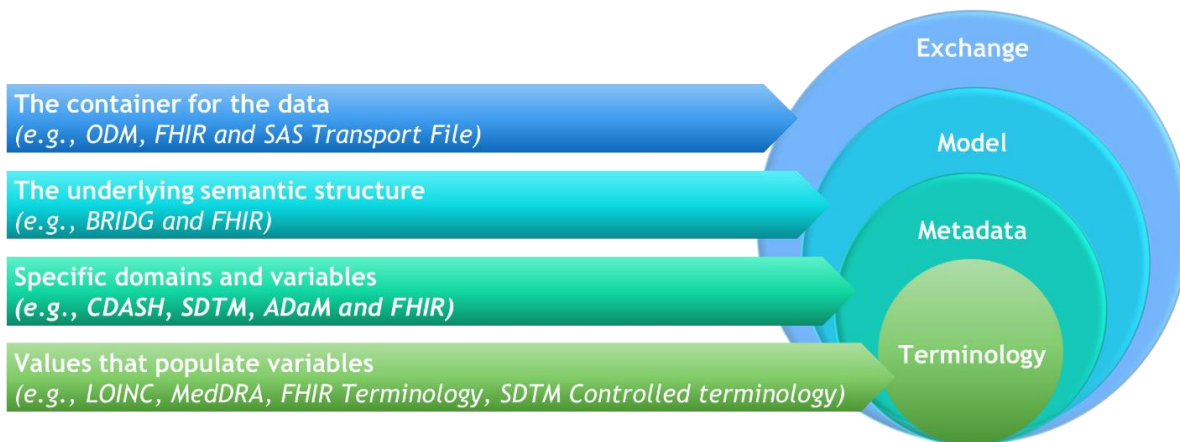 Exchange
The container for the data
(e.g., ODM, FHIR and SAS Transport File)
Model
The underlying semantic structure
(e.g., BRIDG and FHIR)
Metadata
Specific domains and variables
(e.g., CDASH, SDTM, ADaM and FHIR)
Terminology
Values that populate variables
(e.g., LOINC, MedDRA, FHIR Terminology, SDTM Controlled terminology)